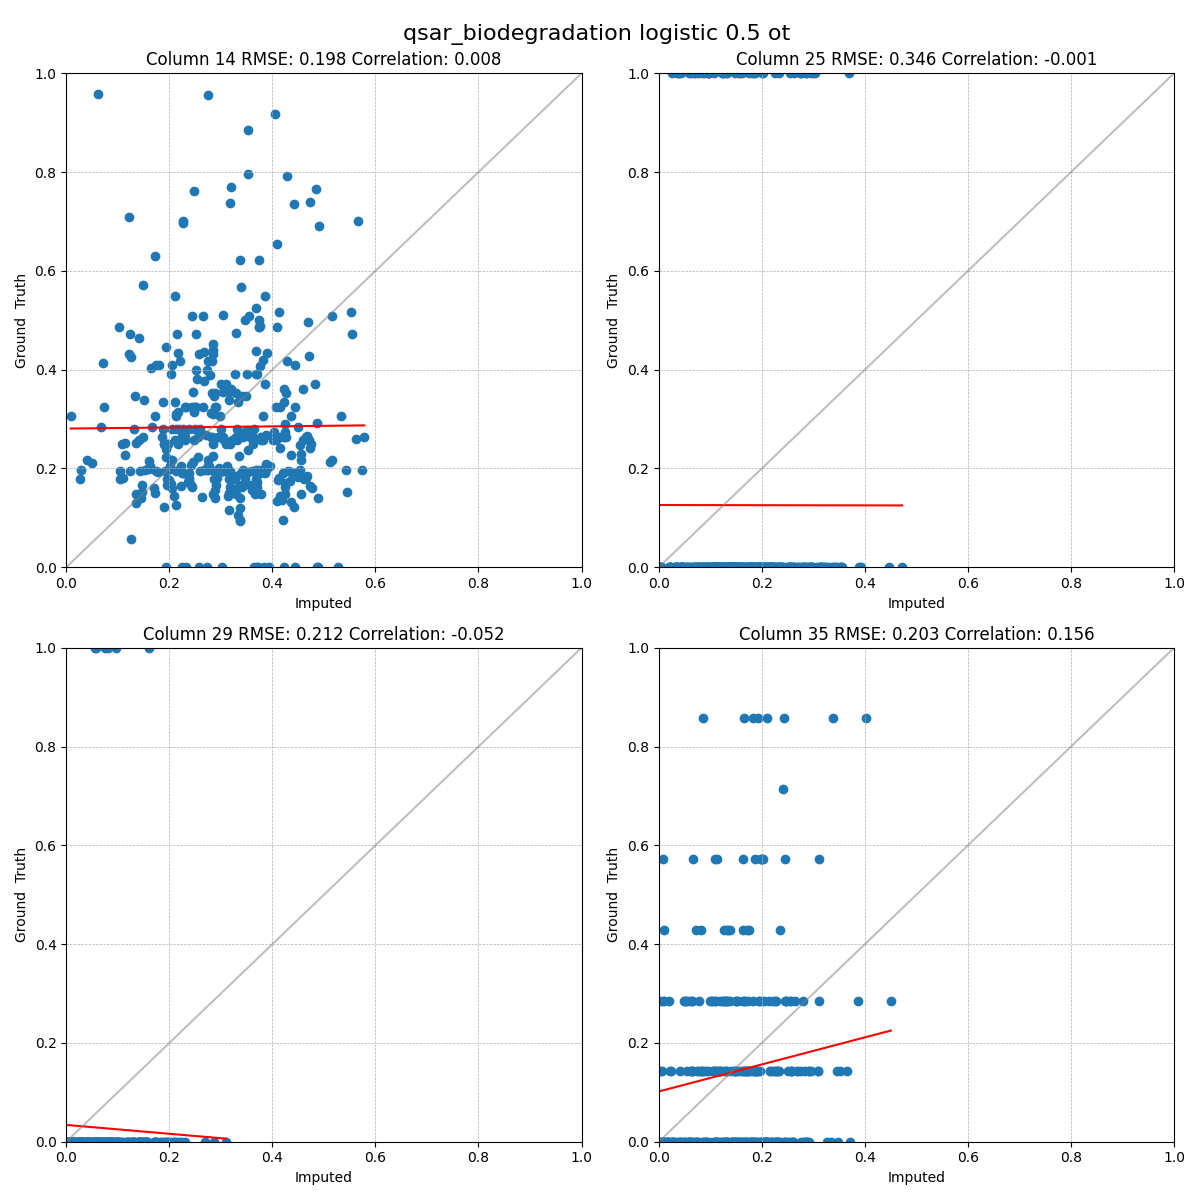 qsar_biodegradation logistic 0.5 ot
Column 14 RMSE: 0.198 Correlation: 0.008
1.0
0.8
0.6
0.4
0.2
0.0
Ground Truth
0.0 0.2 0.4 0.6 0.8 1.0
Imputed
Column 25 RMSE: 0.346 Correlation: -0.001
1.0
0.8
0.6
0.4
0.2
0.0
Ground Truth
0.0 0.2 0.4 0.6 0.8 1.0
Imputed
Column 29 RMSE: 0.212 Correlation: -0.052
1.0
0.8
0.6
0.4
0.2
0.0
Ground Truth
0.0 0.2 0.4 0.6 0.8 1.0
Imputed
Column 35 RMSE: 0.203 Correlation: 0.156
1.0
0.8
0.6
0.4
0.2
0.0
Ground Truth
0.0 0.2 0.4 0.6 0.8 1.0
Imputed